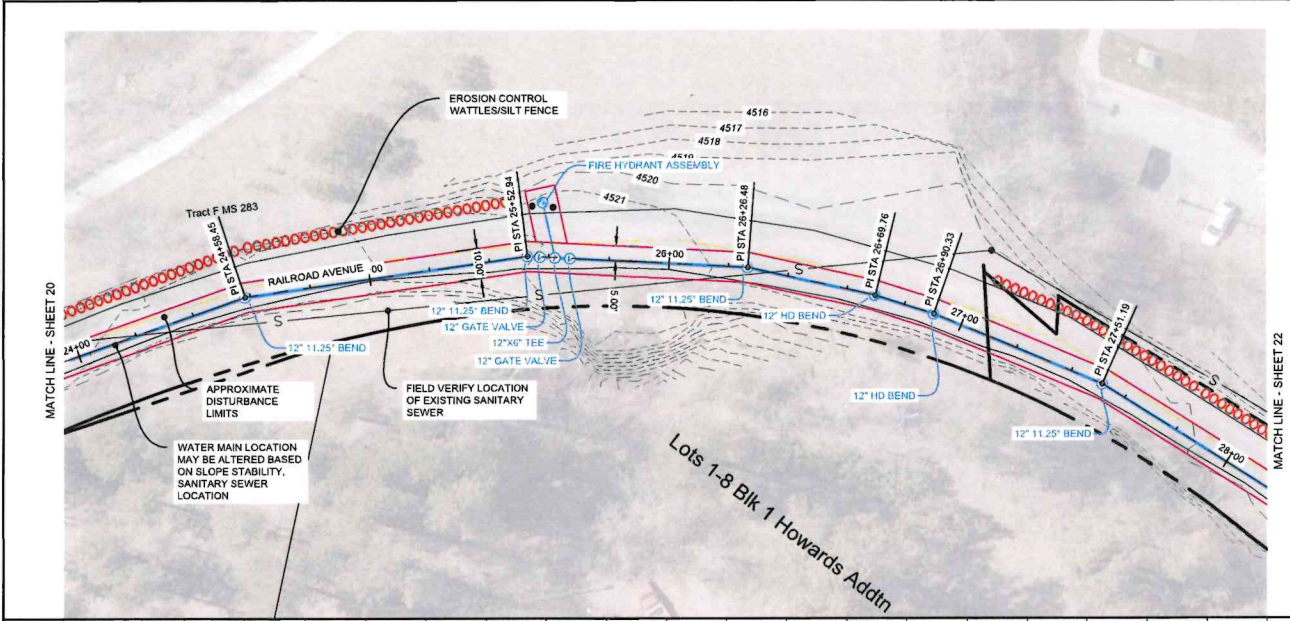 EROSION CONTROL
WATTLES/SILT FENCE
4516
4517
4518
4519
4520
4521
FIRE HYDRANT ASSEMBLY
Tract F MS 283
PI STA 24+58.45
PI STA 25+52.94
PI STA 26+26.48
PI STA 26+69.76
PI STA 26+90.33
PI STA 27+51.19
RAILROAD AVENUE
00
10.00'
5.00'
24+00
26+00
27+00
28+00
S
S
S
S
12" 11.25° BEND
12" 11.25° BEND
12" GATE VALVE
12"X6" TEE
12" GATE VALVE
12" 11.25° BEND
12" HD BEND
12" HD BEND
12" 11.25° BEND
APPROXIMATE
DISTURBANCE
LIMITS
FIELD VERIFY LOCATION
OF EXISTING SANITARY
SEWER
WATER MAIN LOCATION
MAY BE ALTERED BASED
ON SLOPE STABILITY,
SANITARY SEWER
LOCATION
Lots 1-8 Blk 1 Howards Addtn
MATCH LINE - SHEET 20
MATCH LINE - SHEET 22